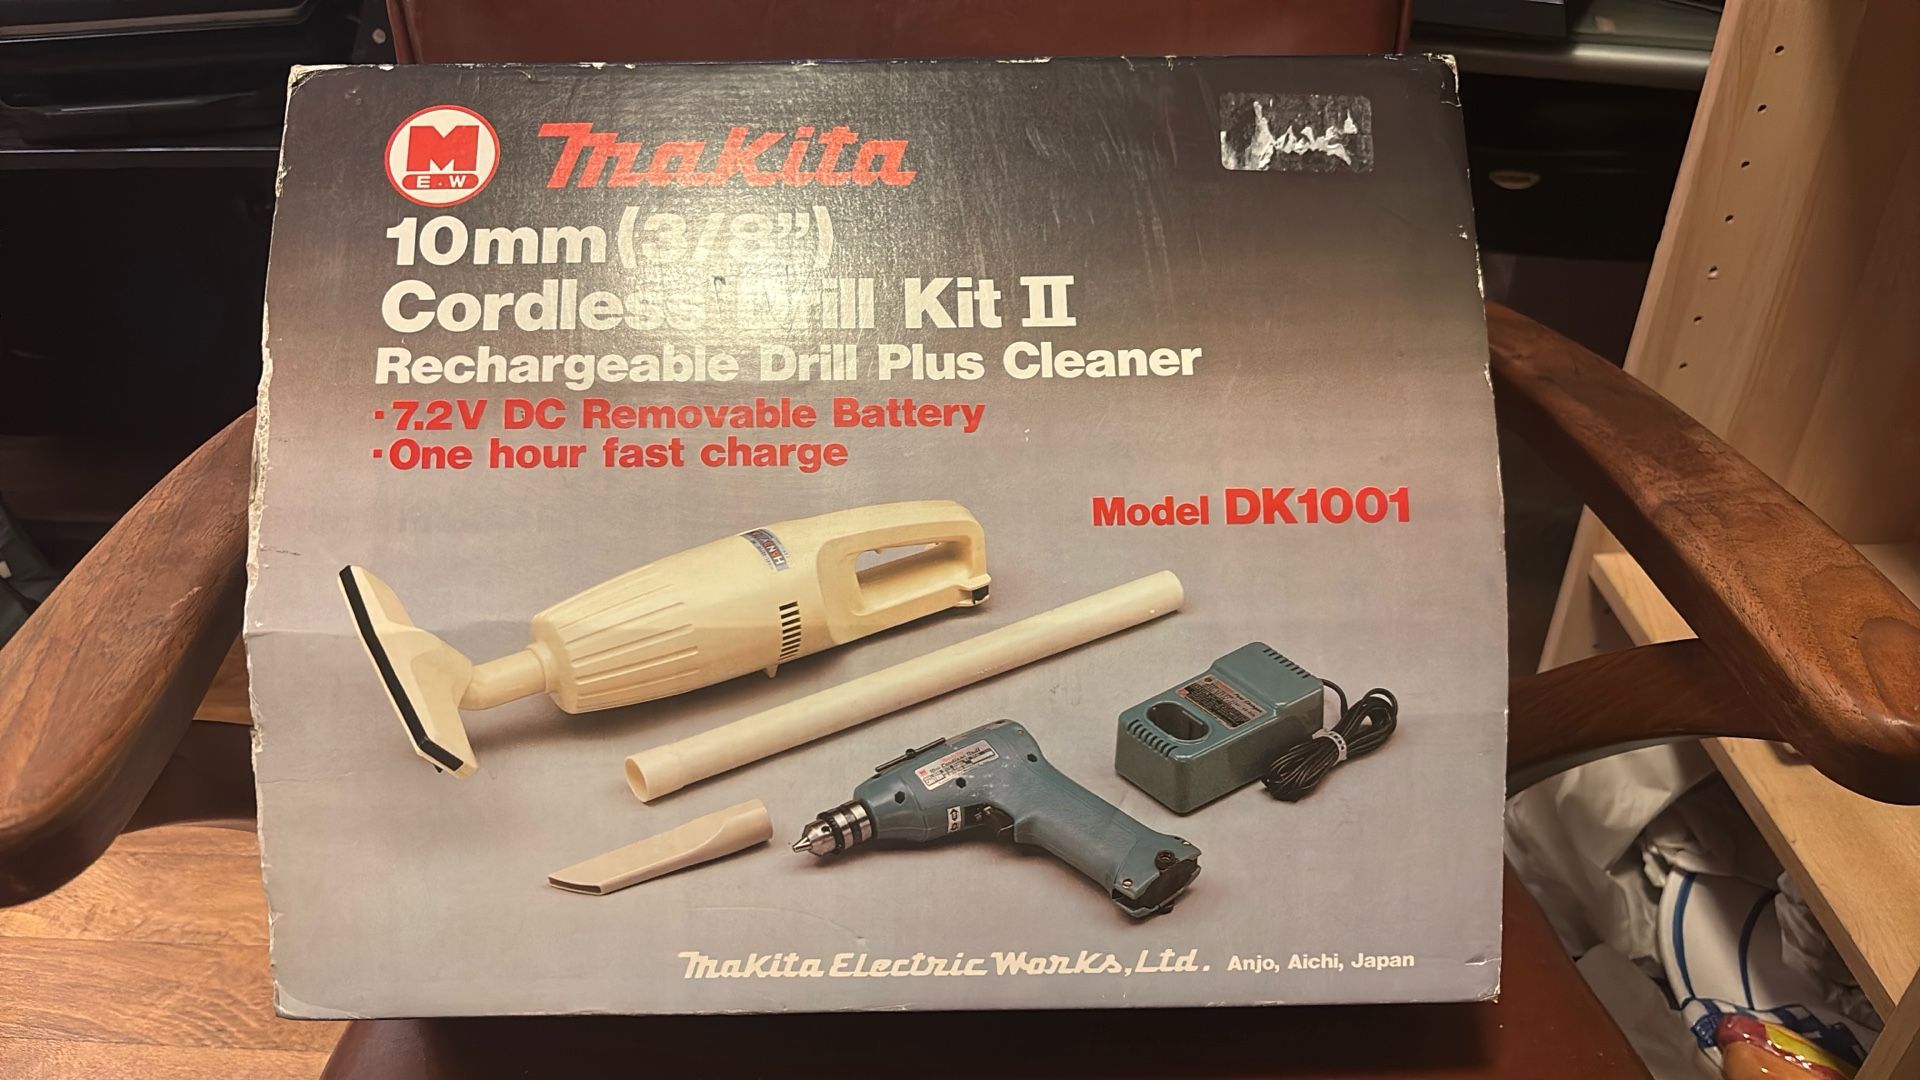 M
E.W
Makita
10mm (3/8")
Cordless Drill Kit II
Rechargeable Drill Plus Cleaner
·7.2V DC Removable Battery
·One hour fast charge
Model DK1001
Makita Electric Works, Ltd. Anjo, Aichi, Japan